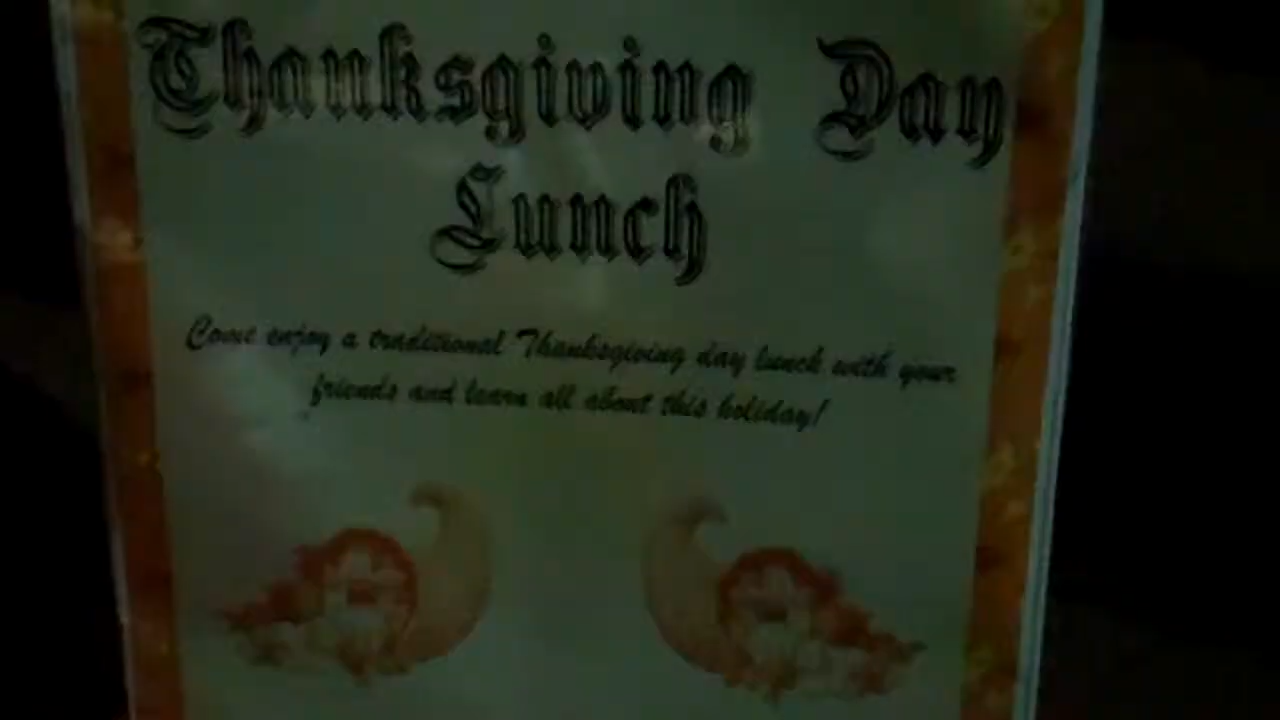 Thanksgiving Day
Lunch
Come enjoy a traditional Thanksgiving day lunch with your
friends and learn all about this holiday!